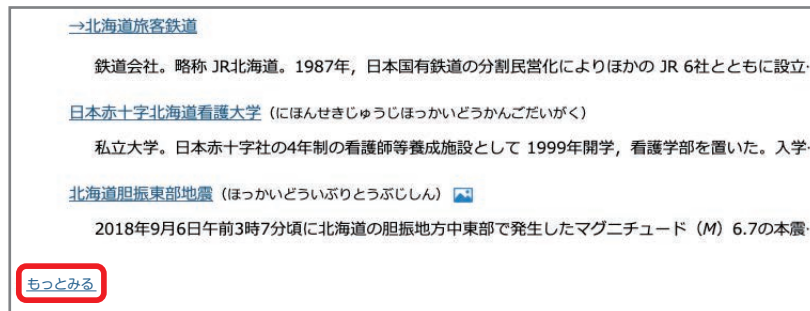 →北海道旅客鉄道
鉄道会社。略称 JR北海道。1987年，日本国有鉄道の分割民営化によりほかの JR 6社とともに設立…
日本赤十字北海道看護大学（にほんせきじゅうじほっかいどうかんごだいがく）
私立大学。日本赤十字社の4年制の看護師等養成施設として 1999年開学，看護学部を置いた。入学…
北海道胆振東部地震（ほっかいどういぶりとうぶじしん）
2018年9月6日午前3時7分頃に北海道の胆振地方中東部で発生したマグニチュード（M）6.7の本震…
もっとみる